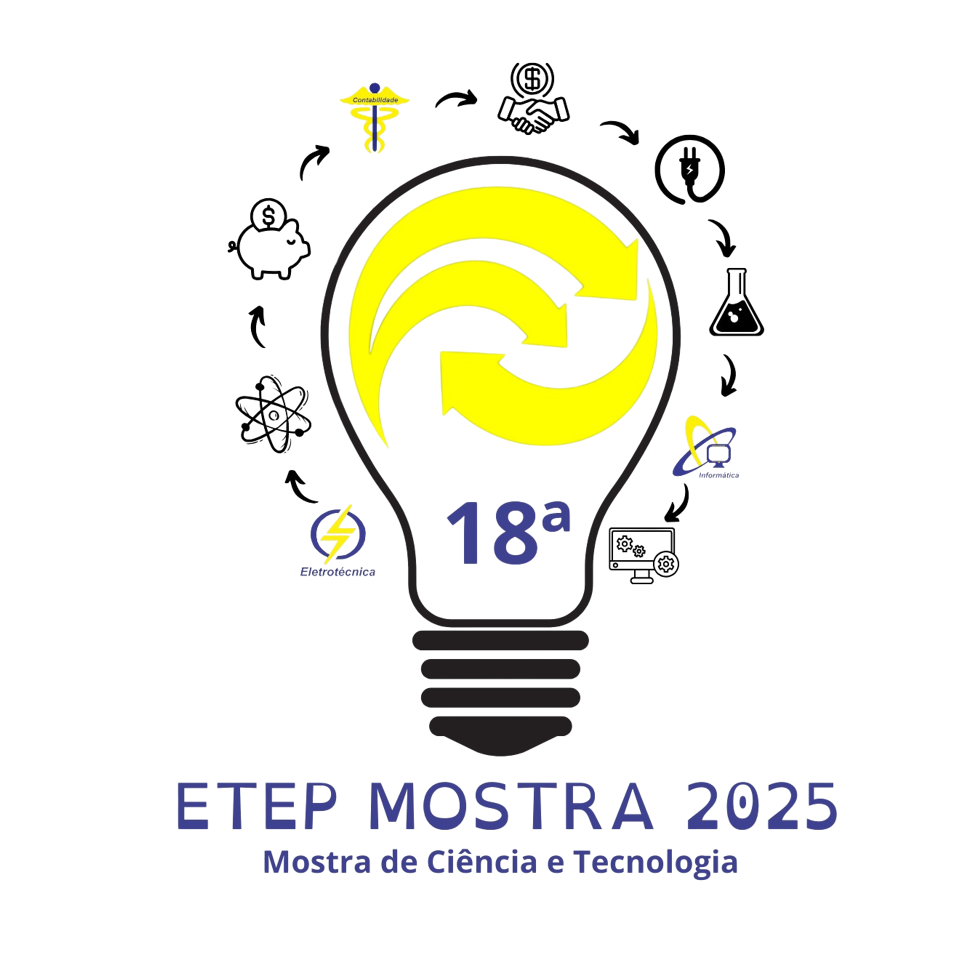 Contabilidade
$
$
Informática
18ª
Eletrotécnica
ETEP MOSTRA 2025
Mostra de Ciência e Tecnologia